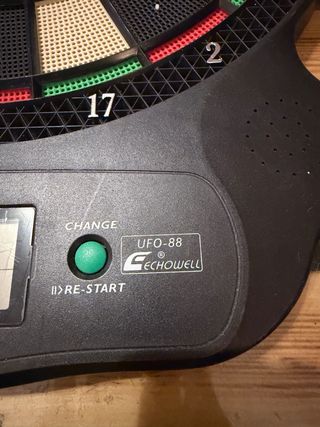 2
17
CHANGE
UFO-88
ECHOWELL®
II>RE-START